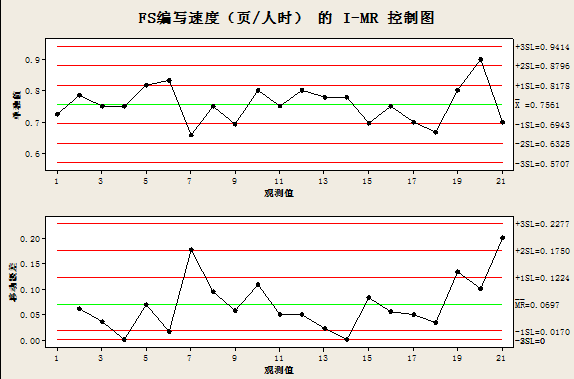 FS编写速度（页/人时） 的 I-MR 控制图
+3SL=0.9414
0.9
+2SL=0.8796
+1SL=0.8178
0.8
单独值
X̄ =0.7561
0.7
-1SL=0.6943
-2SL=0.6325
0.6
-3SL=0.5707
1 3 5 7 9 11 13 15 17 19 21
观测值
+3SL=0.2277
0.20
+2SL=0.1750
0.15
+1SL=0.1224
移动极差
0.10
M̅R̅=0.0697
0.05
-1SL=0.0170
0.00
-3SL=0
1 3 5 7 9 11 13 15 17 19 21
观测值